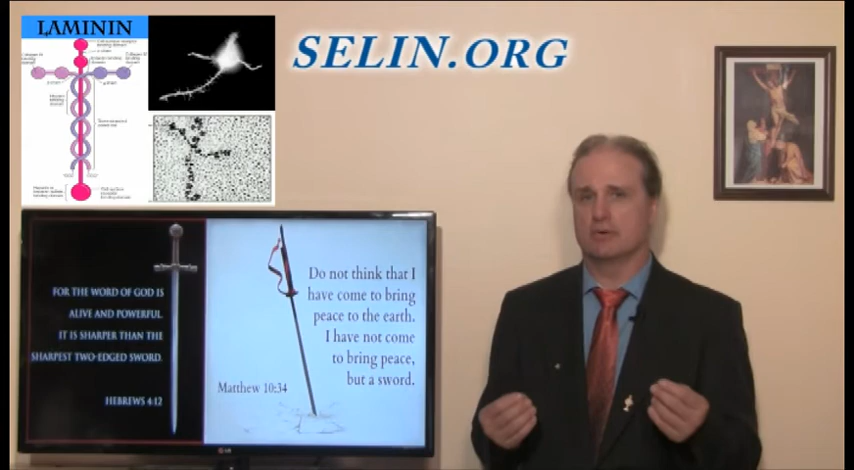 LAMININ
SELIN.ORG
FOR THE WORD OF GOD IS
ALIVE AND POWERFUL.
IT IS SHARPER THAN THE
SHARPEST TWO-EDGED SWORD.
HEBREWS 4:12
Do not think that I
have come to bring
peace to the earth.
I have not come
to bring peace,
but a sword.
Matthew 10:34
LG